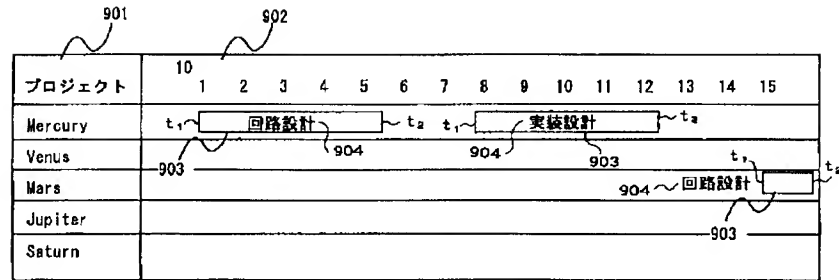 901 902
プロジェクト 10
1 2 3 4 5 6 7 8 9 10 11 12 13 14 15
Mercury t₁ 回路設計 t₂ t₁ 実装設計 t₂
903 904 904 903
Venus
Mars 904 回路設計 t₁ t₂
903
Jupiter
Saturn